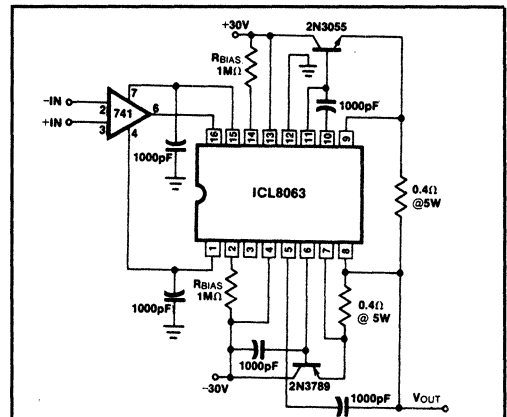 +30V
2N3055
RBIAS
1MΩ
7
–IN
2
741
6
+IN
3
4
1000pF
1000pF
16
15
14
13
12
11
10
9
ICL8063
0.4Ω
@5W
1
2
3
4
5
6
7
8
RBIAS
1MΩ
1000pF
0.4Ω
@ 5W
1000pF
–30V
2N3789
1000pF
VOUT